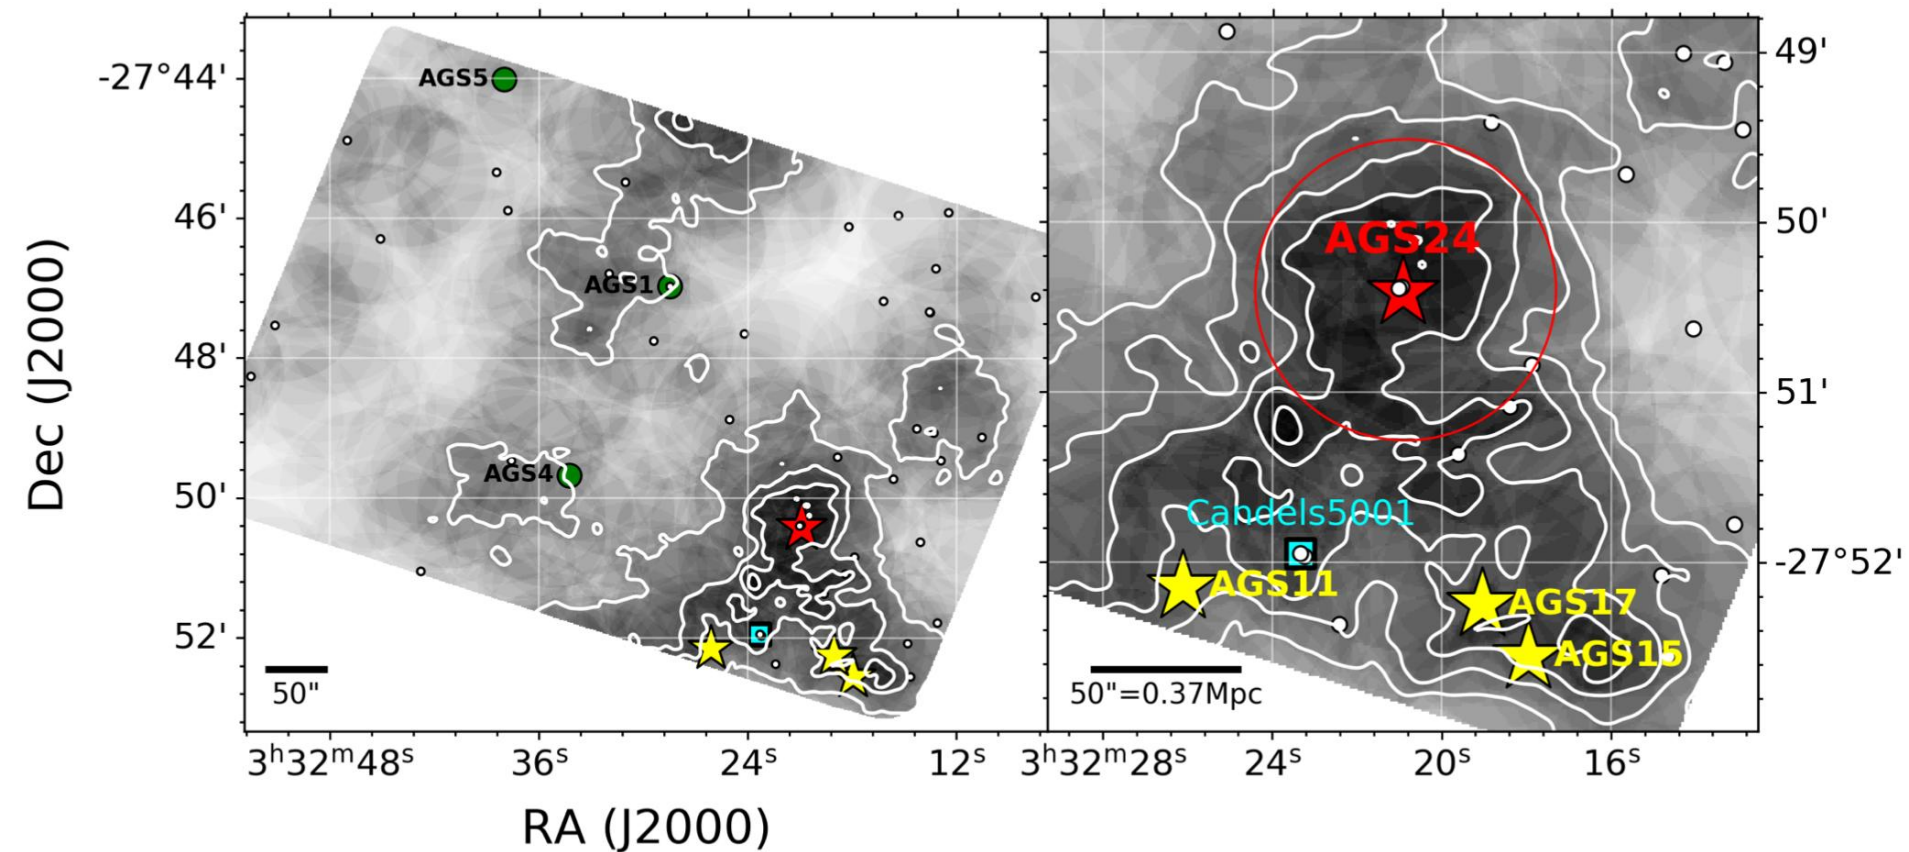 Dec (J2000)
-27°44'
46'
48'
50'
52'
AGS5
AGS1
AGS4
50"
3ʰ32ᵐ48ˢ
36ˢ
24ˢ
12ˢ
RA (J2000)
AGS24
Candels5001
AGS11
AGS17
AGS15
50"=0.37Mpc
49'
50'
51'
-27°52'
3ʰ32ᵐ28ˢ
24ˢ
20ˢ
16ˢ